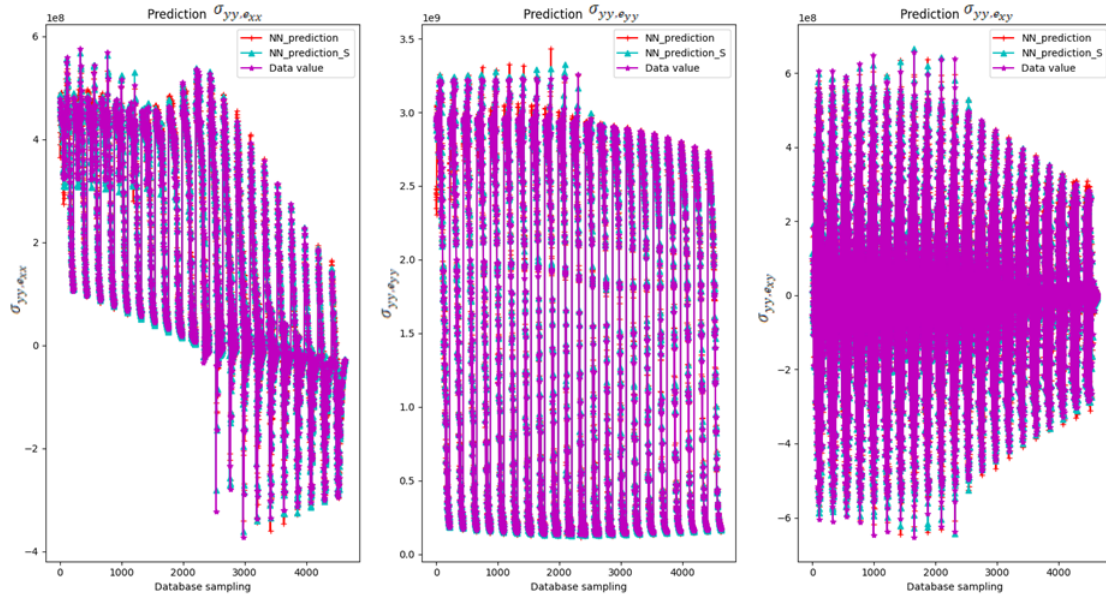 Prediction σyy,exx
1e8
NN_prediction
NN_prediction_S
Data value
6
4
2
0
−2
−4
σyy,exx
0 1000 2000 3000 4000
Database sampling
Prediction σyy,eyy
1e9
NN_prediction
NN_prediction_S
Data value
3.5
3.0
2.5
2.0
1.5
1.0
0.5
0.0
σyy,eyy
0 1000 2000 3000 4000
Database sampling
Prediction σyy,exy
1e8
NN_prediction
NN_prediction_S
Data value
6
4
2
0
−2
−4
−6
σyy,exy
0 1000 2000 3000 4000
Database sampling